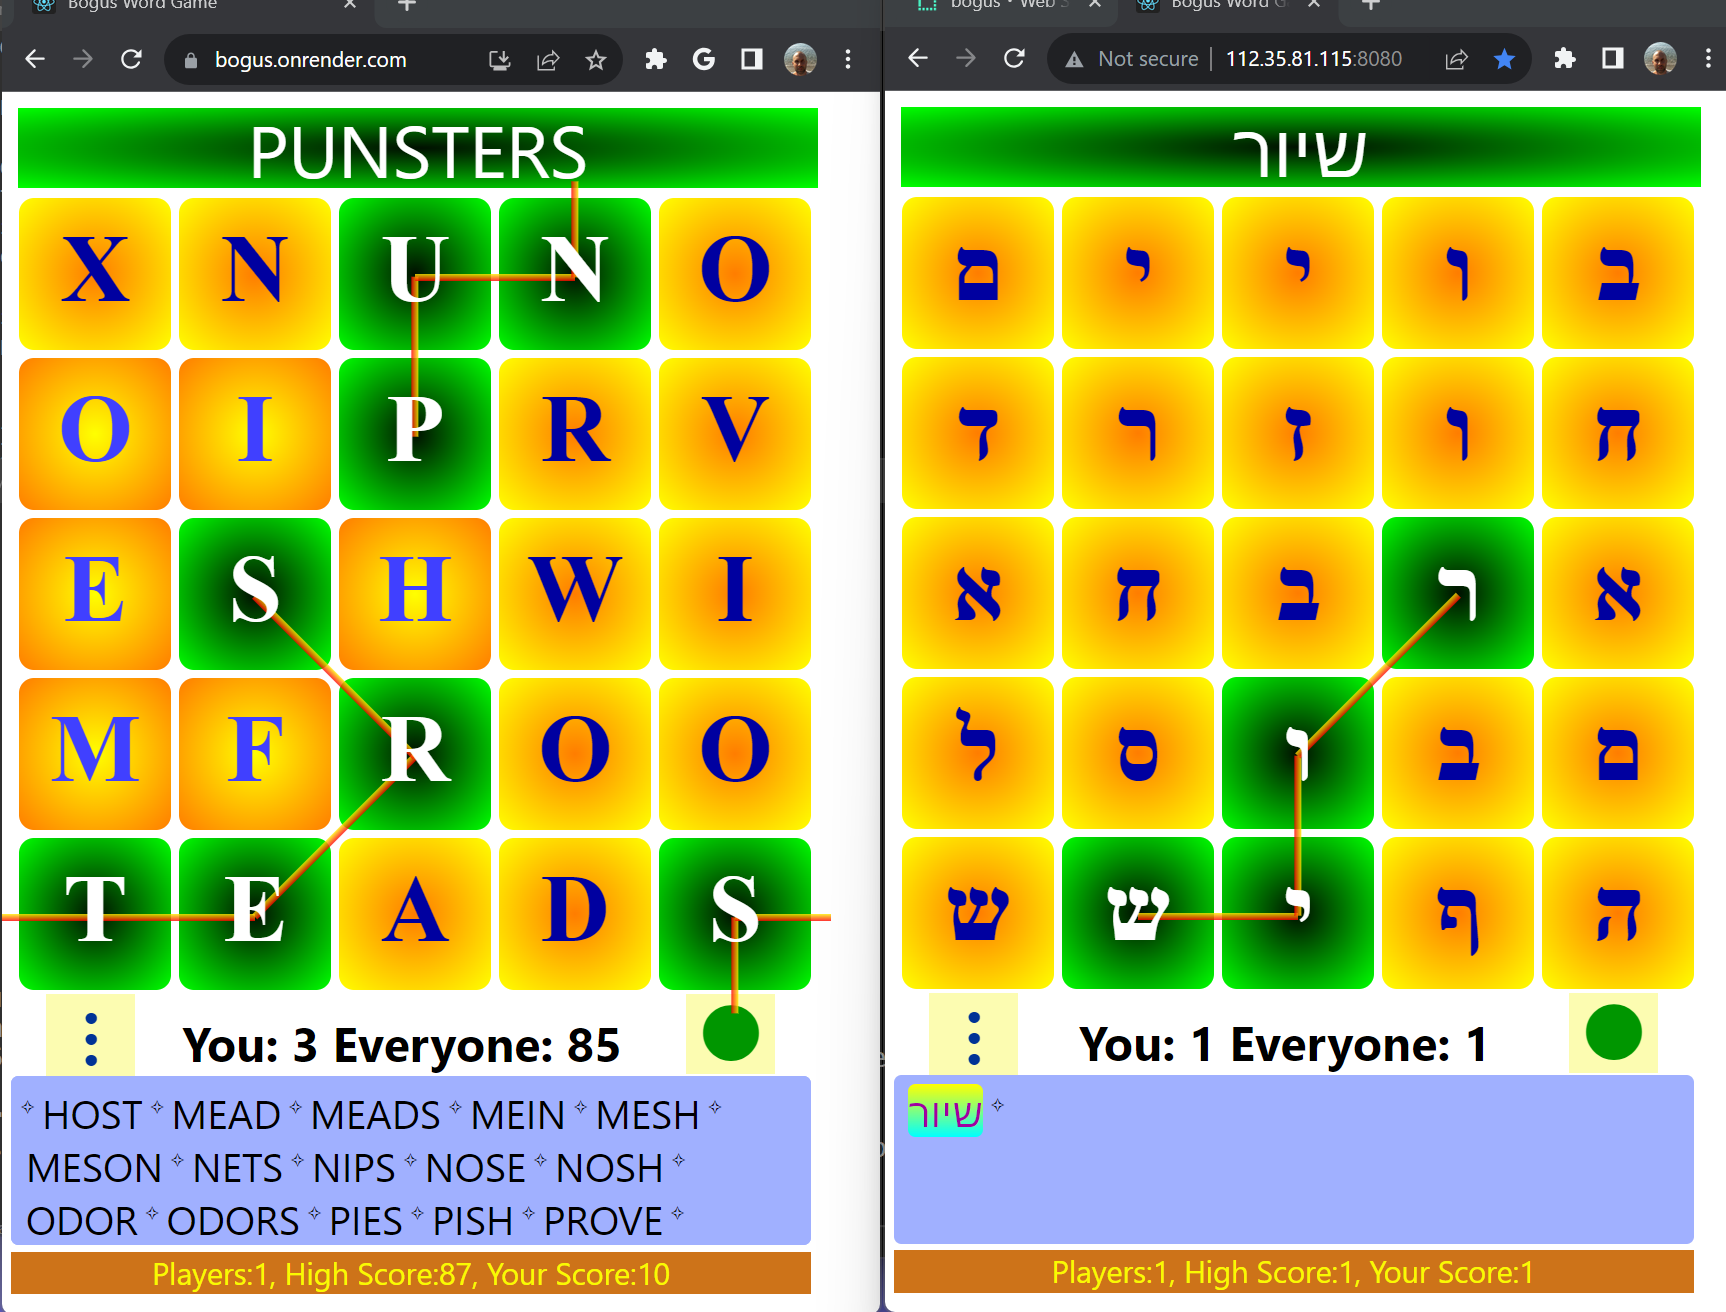 Bogus Word Game
bogus.onrender.com
PUNSTERS
X N U N O
O I P R V
E S H W I
M F R O O
T E A D S
You: 3 Everyone: 85
✧ HOST ✧ MEAD ✧ MEADS ✧ MEIN ✧ MESH ✧
MESON ✧ NETS ✧ NIPS ✧ NOSE ✧ NOSH ✧
ODOR ✧ ODORS ✧ PIES ✧ PISH ✧ PROVE ✧
Players:1, High Score:87, Your Score:10
bogus · Web S
Bogus Word G
Not secure | 112.35.81.115:8080
שיור
ם י י ו ב
ד ר ז ו ח
א ח ב ר א
ל ס ו ב ם
ש ש י ף ה
You: 1 Everyone: 1
שיור ✧
Players:1, High Score:1, Your Score:1